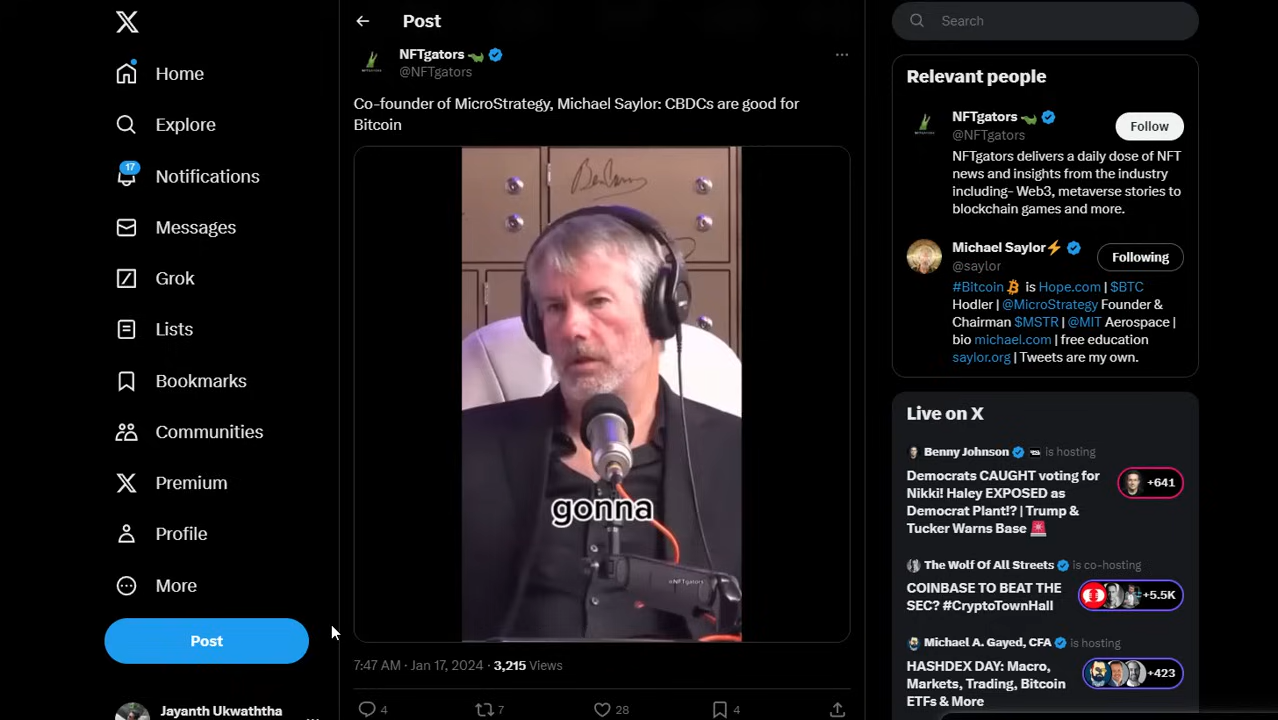 Home
Explore
17
Notifications
Messages
Grok
Lists
Bookmarks
Communities
Premium
Profile
More
Post
Jayanth Ukwaththa
Post
NFTgators
@NFTgators
Co-founder of MicroStrategy, Michael Saylor: CBDCs are good for
Bitcoin
gonna
@NFTgators
7:47 AM · Jan 17, 2024 · 3,215 Views
4
7
28
4
Search
Relevant people
NFTgators
@NFTgators
Follow
NFTgators delivers a daily dose of NFT
news and insights from the industry
including- Web3, metaverse stories to
blockchain games and more.
Michael Saylor⚡
@saylor
Following
#Bitcoin ₿ is Hope.com | $BTC
Hodler | @MicroStrategy Founder &
Chairman $MSTR | @MIT Aerospace |
bio michael.com | free education
saylor.org | Tweets are my own.
Live on X
Benny Johnson is hosting
Democrats CAUGHT voting for
Nikki! Haley EXPOSED as
Democrat Plant!? | Trump &
Tucker Warns Base 🚨
+641
The Wolf Of All Streets is co-hosting
COINBASE TO BEAT THE
SEC? #CryptoTownHall
+5.5K
Michael A. Gayed, CFA is hosting
HASHDEX DAY: Macro,
Markets, Trading, Bitcoin
ETFs & More
+423